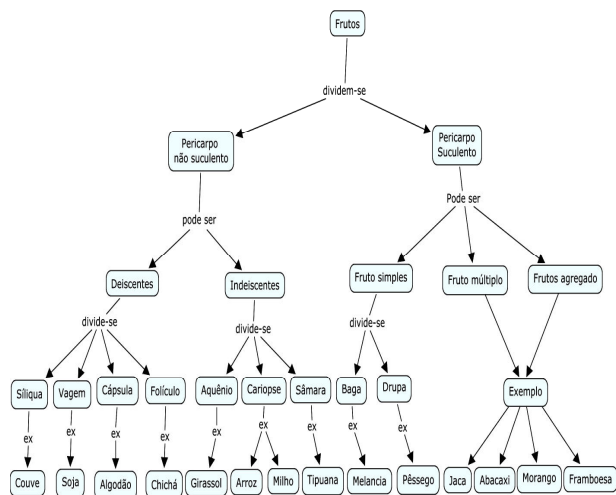 Frutos
dividem-se
Pericarpo
não suculento
Pericarpo
Suculento
pode ser
Pode ser
Deiscentes
Indeiscentes
Fruto simples
Fruto múltiplo
Frutos agregado
divide-se
divide-se
divide-se
Síliqua
Vagem
Cápsula
Folículo
Aquênio
Cariopse
Sâmara
Baga
Drupa
Exemplo
ex
ex
ex
ex
ex
ex
ex
ex
ex
Couve
Soja
Algodão
Chichá
Girassol
Arroz
Milho
Tipuana
Melancia
Pêssego
Jaca
Abacaxi
Morango
Framboesa